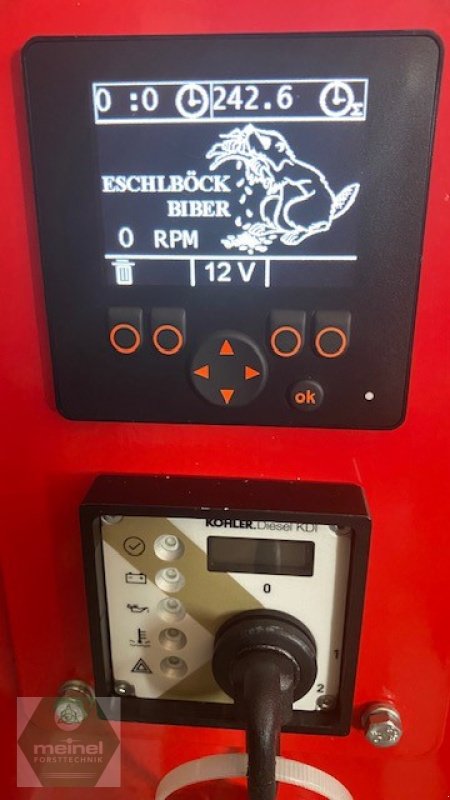 0 :0 242.6 Σ
ESCHLBÖCK
BIBER
0 RPM
12 V
ok
KOHLER. Diesel KDI
0
1
2
meinel
FORSTTECHNIK